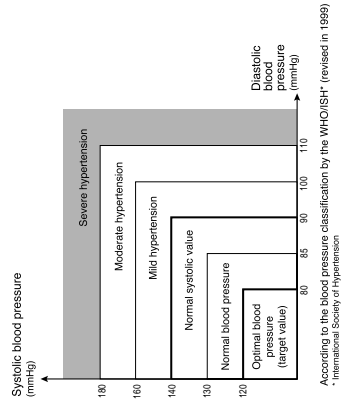 Systolic blood pressure
(mmHg)
180
160
140
130
120
Severe hypertension
Moderate hypertension
Mild hypertension
Normal systolic value
Normal blood pressure
Optimal blood
pressure
(target value)
80
85
90
100
110
Diastolic
blood
pressure
(mmHg)
According to the blood pressure classification by the WHO/ISH* (revised in 1999)
* International Society of Hypertension